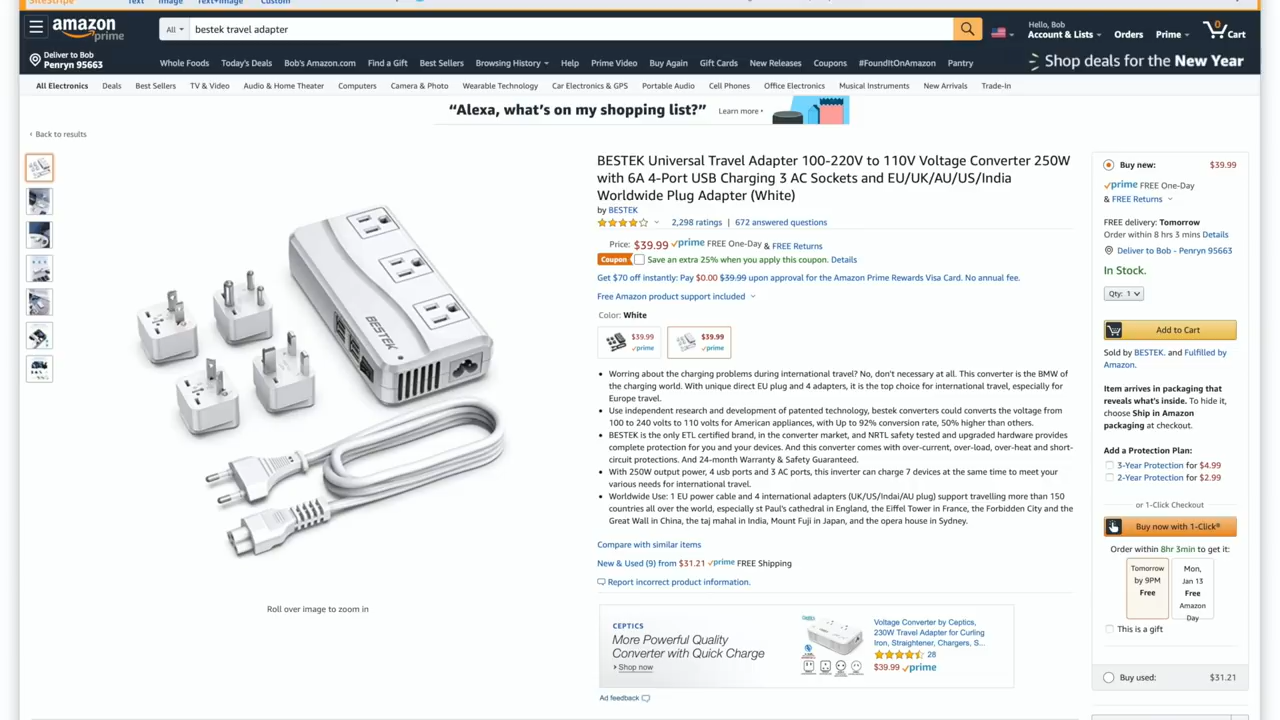 SiteStripe Text Image Text+Image Custom
amazon prime
All bestek travel adapter
Hello, Bob
Account & Lists Orders Prime 0 Cart
Deliver to Bob
Penryn 95663
Whole Foods Today's Deals Bob's Amazon.com Find a Gift Best Sellers Browsing History Help Prime Video Buy Again Gift Cards New Releases Coupons #FoundItOnAmazon Pantry
Shop deals for the New Year
All Electronics Deals Best Sellers TV & Video Audio & Home Theater Computers Camera & Photo Wearable Technology Car Electronics & GPS Portable Audio Cell Phones Office Electronics Musical Instruments New Arrivals Trade-In
“Alexa, what's on my shopping list?” Learn more ›
‹ Back to results
BESTEK
Roll over image to zoom in
BESTEK Universal Travel Adapter 100-220V to 110V Voltage Converter 250W
with 6A 4-Port USB Charging 3 AC Sockets and EU/UK/AU/US/India
Worldwide Plug Adapter (White)
by BESTEK
2,298 ratings | 672 answered questions
Price: $39.99 prime FREE One-Day & FREE Returns
Coupon Save an extra 25% when you apply this coupon. Details
Get $70 off instantly: Pay $0.00 $39.99 upon approval for the Amazon Prime Rewards Visa Card. No annual fee.
Free Amazon product support included
Color: White
$39.99 prime $39.99 prime
• Worring about the charging problems during international travel? No, don't necessary at all. This converter is the BMW of
the charging world. With unique direct EU plug and 4 adapters, it is the top choice for international travel, especially for
Europe travel.
• Use independent research and development of patented technology, bestek converters could converts the voltage from
100 to 240 volts to 110 volts for American appliances, with Up to 92% conversion rate, 50% higher than others.
• BESTEK is the only ETL certified brand, in the converter market, and NRTL safety tested and upgraded hardware provides
complete protection for you and your devices. And this converter comes with over-current, over-load, over-heat and short-
circuit protections. And 24-month Warranty & Safety Guaranteed.
• With 250W output power, 4 usb ports and 3 AC ports, this inverter can charge 7 devices at the same time to meet your
various needs for international travel.
• Worldwide Use: 1 EU power cable and 4 international adapters (UK/US/Indai/AU plug) support travelling more than 150
countries all over the world, especially st Paul's cathedral in England, the Eiffel Tower in France, the Forbidden City and the
Great Wall in China, the taj mahal in India, Mount Fuji in Japan, and the opera house in Sydney.
Compare with similar items
New & Used (9) from $31.21 prime FREE Shipping
Report incorrect product information.
CEPTICS
More Powerful Quality
Converter with Quick Charge
› Shop now
Voltage Converter by Ceptics,
230W Travel Adapter for Curling
Iron, Straightener, Chargers, S...
28
$39.99 prime
Ad feedback
Buy new: $39.99
prime FREE One-Day
& FREE Returns
FREE delivery: Tomorrow
Order within 8 hrs 3 mins Details
Deliver to Bob - Penryn 95663
In Stock.
Qty: 1
Add to Cart
Sold by BESTEK. and Fulfilled by
Amazon.
Item arrives in packaging that
reveals what's inside. To hide it,
choose Ship in Amazon
packaging at checkout.
Add a Protection Plan:
3-Year Protection for $4.99
2-Year Protection for $2.99
or 1-Click Checkout
Buy now with 1-Click®
Order within 8hr 3min to get it:
Tomorrow
by 9PM
Free
Mon,
Jan 13
Free
Amazon
Day
This is a gift
Buy used: $31.21